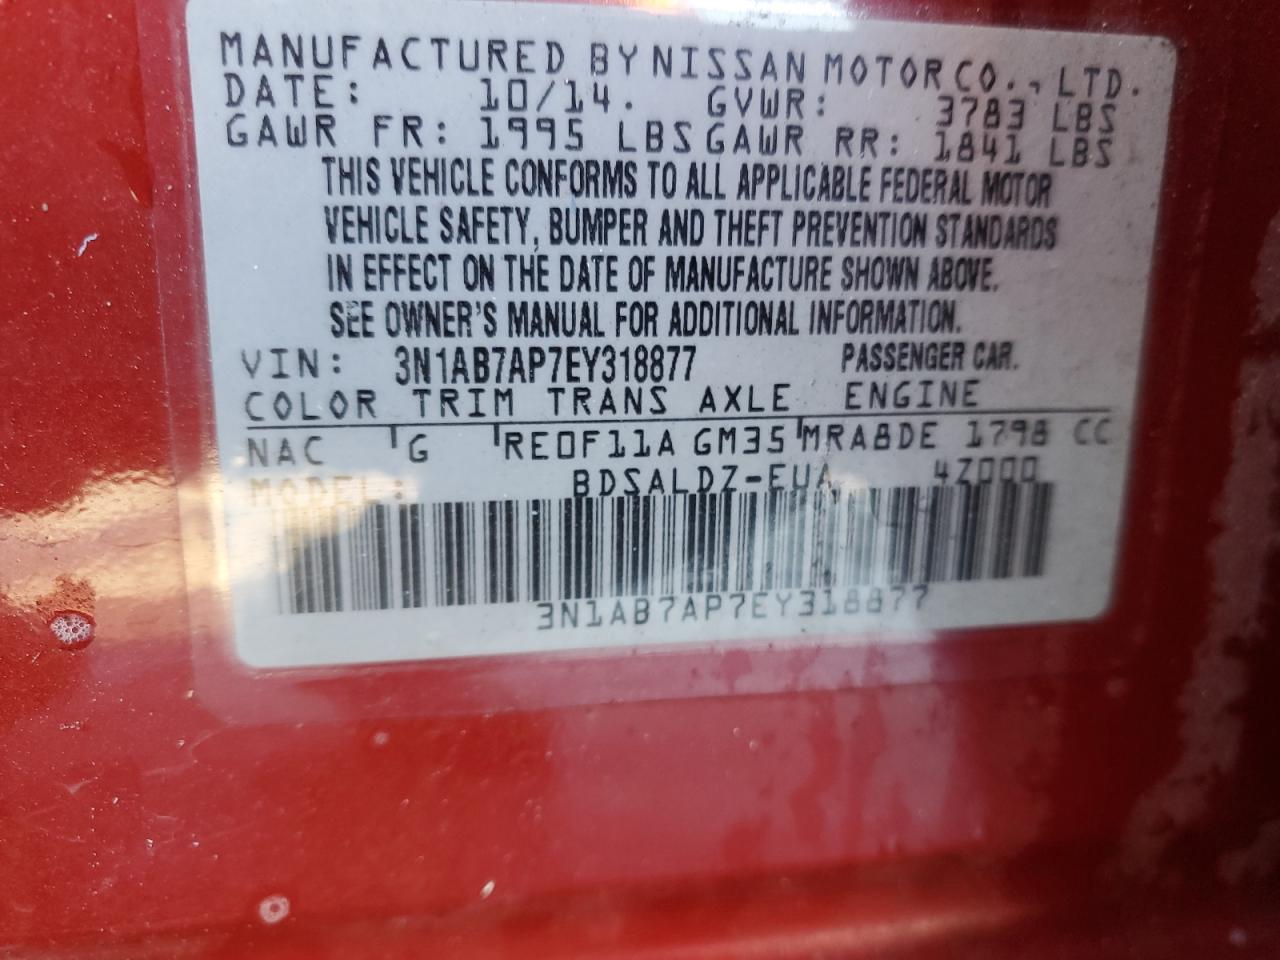 MANUFACTURED BY NISSAN MOTOR CO., LTD.
DATE: 10/14. GVWR: 3783 LBS
GAWR FR: 1995 LBS GAWR RR: 1841 LBS
THIS VEHICLE CONFORMS TO ALL APPLICABLE FEDERAL MOTOR
VEHICLE SAFETY, BUMPER AND THEFT PREVENTION STANDARDS
IN EFFECT ON THE DATE OF MANUFACTURE SHOWN ABOVE.
SEE OWNER'S MANUAL FOR ADDITIONAL INFORMATION.
VIN: 3N1AB7AP7EY318877 PASSENGER CAR.
COLOR TRIM TRANS AXLE ENGINE
NAC G RE0F11A GM35 MRA8DE 1798 CC
MODEL: BDSALDZ-EUA 4Z000
3N1AB7AP7EY318877